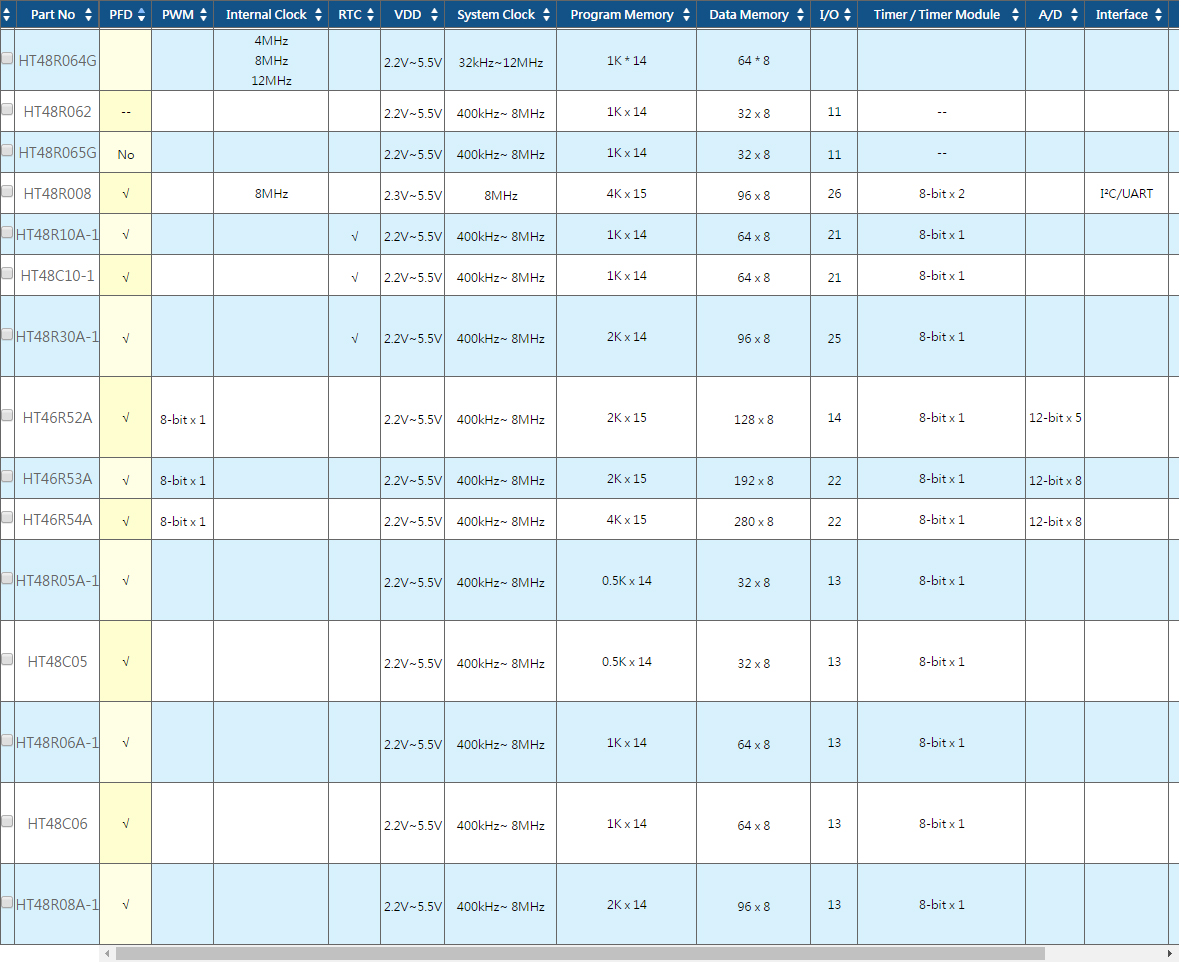 Part No PFD PWM Internal Clock RTC VDD System Clock Program Memory Data Memory I/O Timer / Timer Module A/D Interface
4MHz
HT48R064G 8MHz 2.2V~5.5V 32kHz~12MHz 1K * 14 64 * 8
12MHz
HT48R062 -- 2.2V~5.5V 400kHz~ 8MHz 1K x 14 32 x 8 11 --
HT48R065G No 2.2V~5.5V 400kHz~ 8MHz 1K x 14 32 x 8 11 --
HT48R008 √ 8MHz 2.3V~5.5V 8MHz 4K x 15 96 x 8 26 8-bit x 2 I²C/UART
HT48R10A-1 √ √ 2.2V~5.5V 400kHz~ 8MHz 1K x 14 64 x 8 21 8-bit x 1
HT48C10-1 √ √ 2.2V~5.5V 400kHz~ 8MHz 1K x 14 64 x 8 21 8-bit x 1
HT48R30A-1 √ √ 2.2V~5.5V 400kHz~ 8MHz 2K x 14 96 x 8 25 8-bit x 1
HT46R52A √ 8-bit x 1 2.2V~5.5V 400kHz~ 8MHz 2K x 15 128 x 8 14 8-bit x 1 12-bit x 5
HT46R53A √ 8-bit x 1 2.2V~5.5V 400kHz~ 8MHz 2K x 15 192 x 8 22 8-bit x 1 12-bit x 8
HT46R54A √ 8-bit x 1 2.2V~5.5V 400kHz~ 8MHz 4K x 15 280 x 8 22 8-bit x 1 12-bit x 8
HT48R05A-1 √ 2.2V~5.5V 400kHz~ 8MHz 0.5K x 14 32 x 8 13 8-bit x 1
HT48C05 √ 2.2V~5.5V 400kHz~ 8MHz 0.5K x 14 32 x 8 13 8-bit x 1
HT48R06A-1 √ 2.2V~5.5V 400kHz~ 8MHz 1K x 14 64 x 8 13 8-bit x 1
HT48C06 √ 2.2V~5.5V 400kHz~ 8MHz 1K x 14 64 x 8 13 8-bit x 1
HT48R08A-1 √ 2.2V~5.5V 400kHz~ 8MHz 2K x 14 96 x 8 13 8-bit x 1